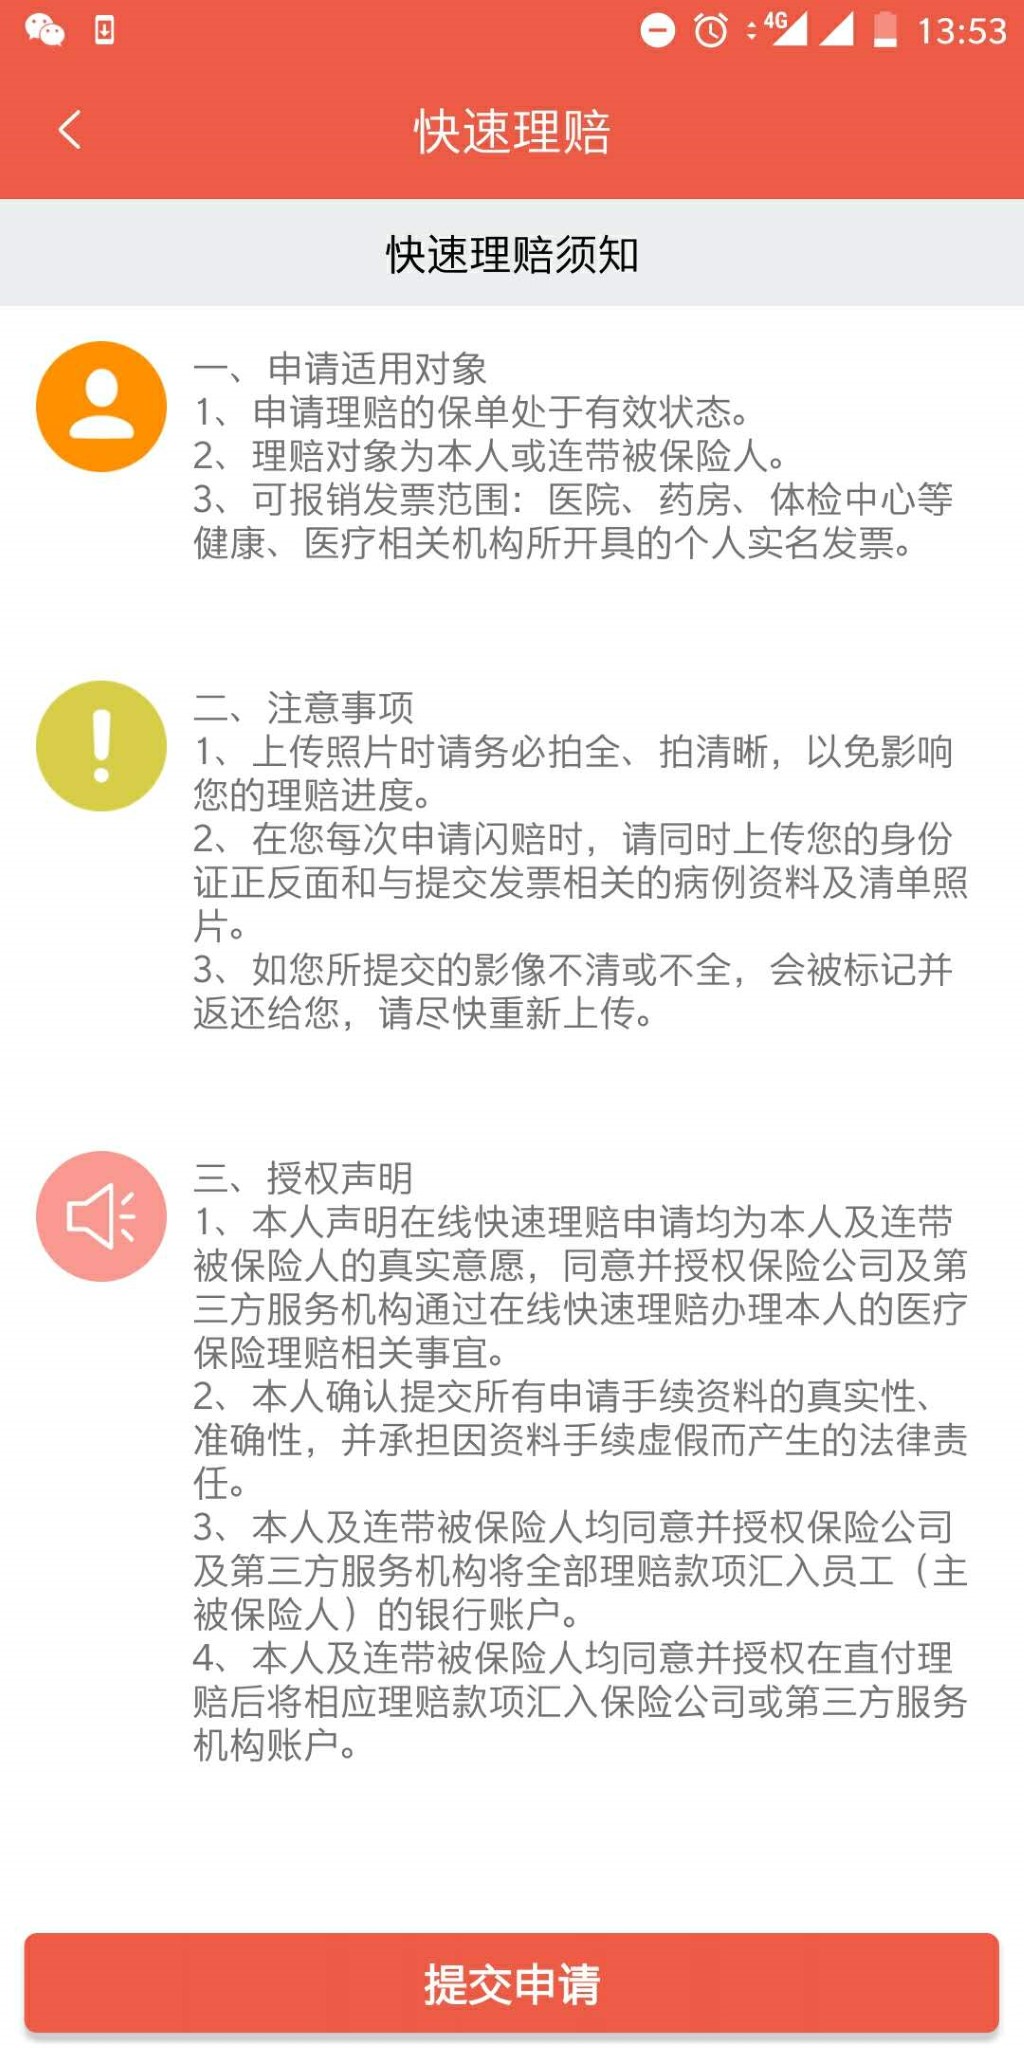 4G 13:53
快速理赔
快速理赔须知
一、申请适用对象
1、申请理赔的保单处于有效状态。
2、理赔对象为本人或连带被保险人。
3、可报销发票范围：医院、药房、体检中心等
健康、医疗相关机构所开具的个人实名发票。
二、注意事项
1、上传照片时请务必拍全、拍清晰，以免影响
您的理赔进度。
2、在您每次申请闪赔时，请同时上传您的身份
证正反面和与提交发票相关的病例资料及清单照
片。
3、如您所提交的影像不清或不全，会被标记并
返还给您，请尽快重新上传。
三、授权声明
1、本人声明在线快速理赔申请均为本人及连带
被保险人的真实意愿，同意并授权保险公司及第
三方服务机构通过在线快速理赔办理本人的医疗
保险理赔相关事宜。
2、本人确认提交所有申请手续资料的真实性、
准确性，并承担因资料手续虚假而产生的法律责
任。
3、本人及连带被保险人均同意并授权保险公司
及第三方服务机构将全部理赔款项汇入员工（主
被保险人）的银行账户。
4、本人及连带被保险人均同意并授权在直付理
赔后将相应理赔款项汇入保险公司或第三方服务
机构账户。
提交申请